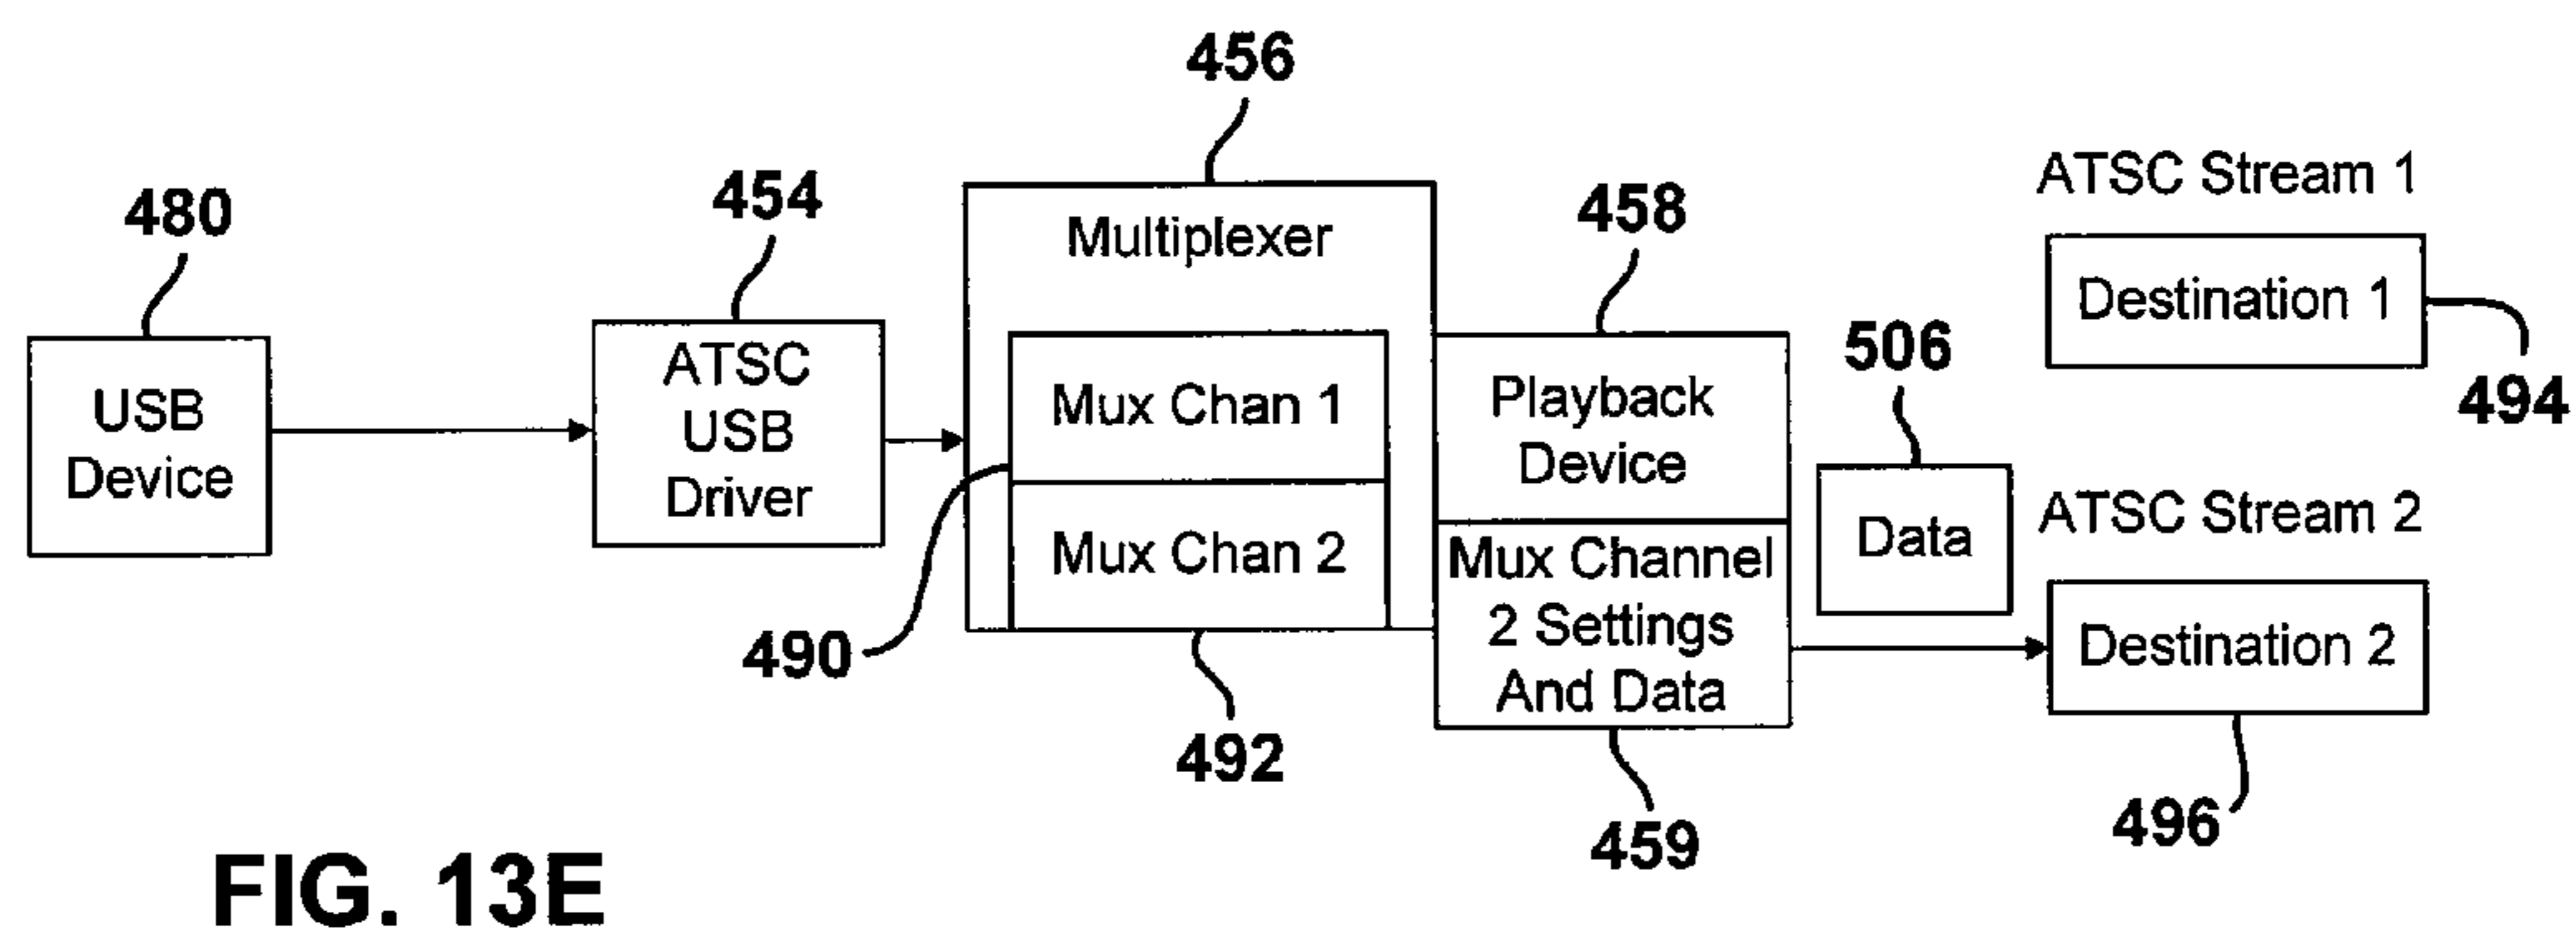 456
480
454
458
ATSC Stream 1
Multiplexer
Destination 1
494
USB
Device
ATSC
USB
Driver
Mux Chan 1
Mux Chan 2
490
492
Playback
Device
Mux Channel
2 Settings
And Data
459
506
Data
ATSC Stream 2
Destination 2
496
FIG. 13E